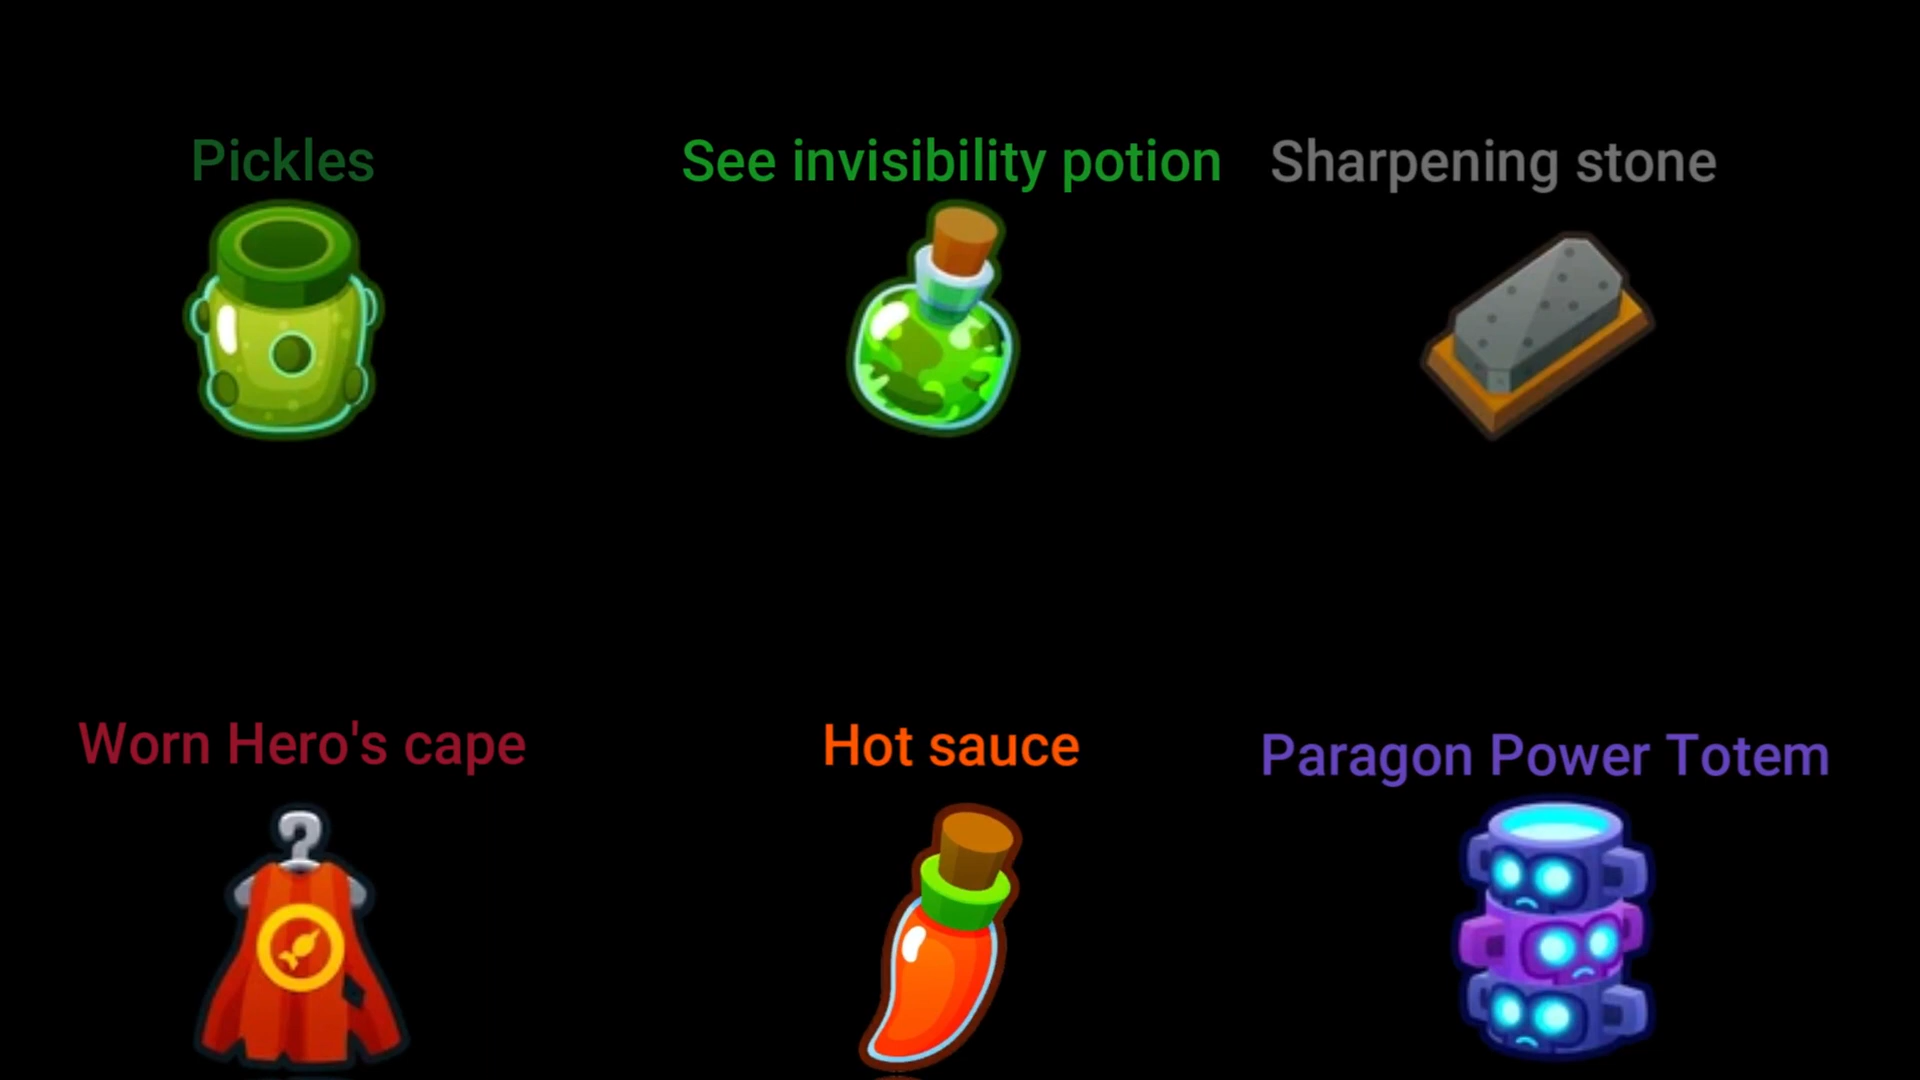 Pickles
See invisibility potion
Sharpening stone
Worn Hero's cape
Hot sauce
Paragon Power Totem